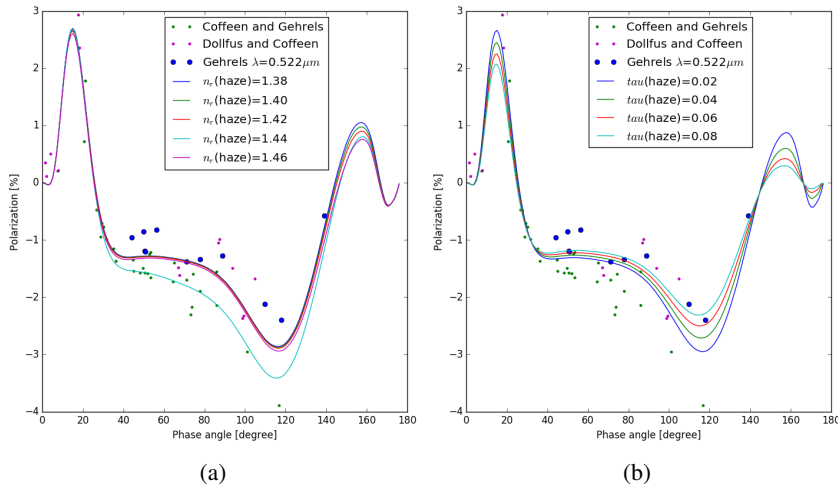 Coffeen and Gehrels
Dollfus and Coffeen
Gehrels λ=0.522μm
n_r(haze)=1.38
n_r(haze)=1.40
n_r(haze)=1.42
n_r(haze)=1.44
n_r(haze)=1.46
Polarization [%]
3
2
1
0
−1
−2
−3
−4
0 20 40 60 80 100 120 140 160 180
Phase angle [degree]
(a)
Coffeen and Gehrels
Dollfus and Coffeen
Gehrels λ=0.522μm
tau(haze)=0.02
tau(haze)=0.04
tau(haze)=0.06
tau(haze)=0.08
Polarization [%]
3
2
1
0
−1
−2
−3
−4
0 20 40 60 80 100 120 140 160 180
Phase angle [degree]
(b)